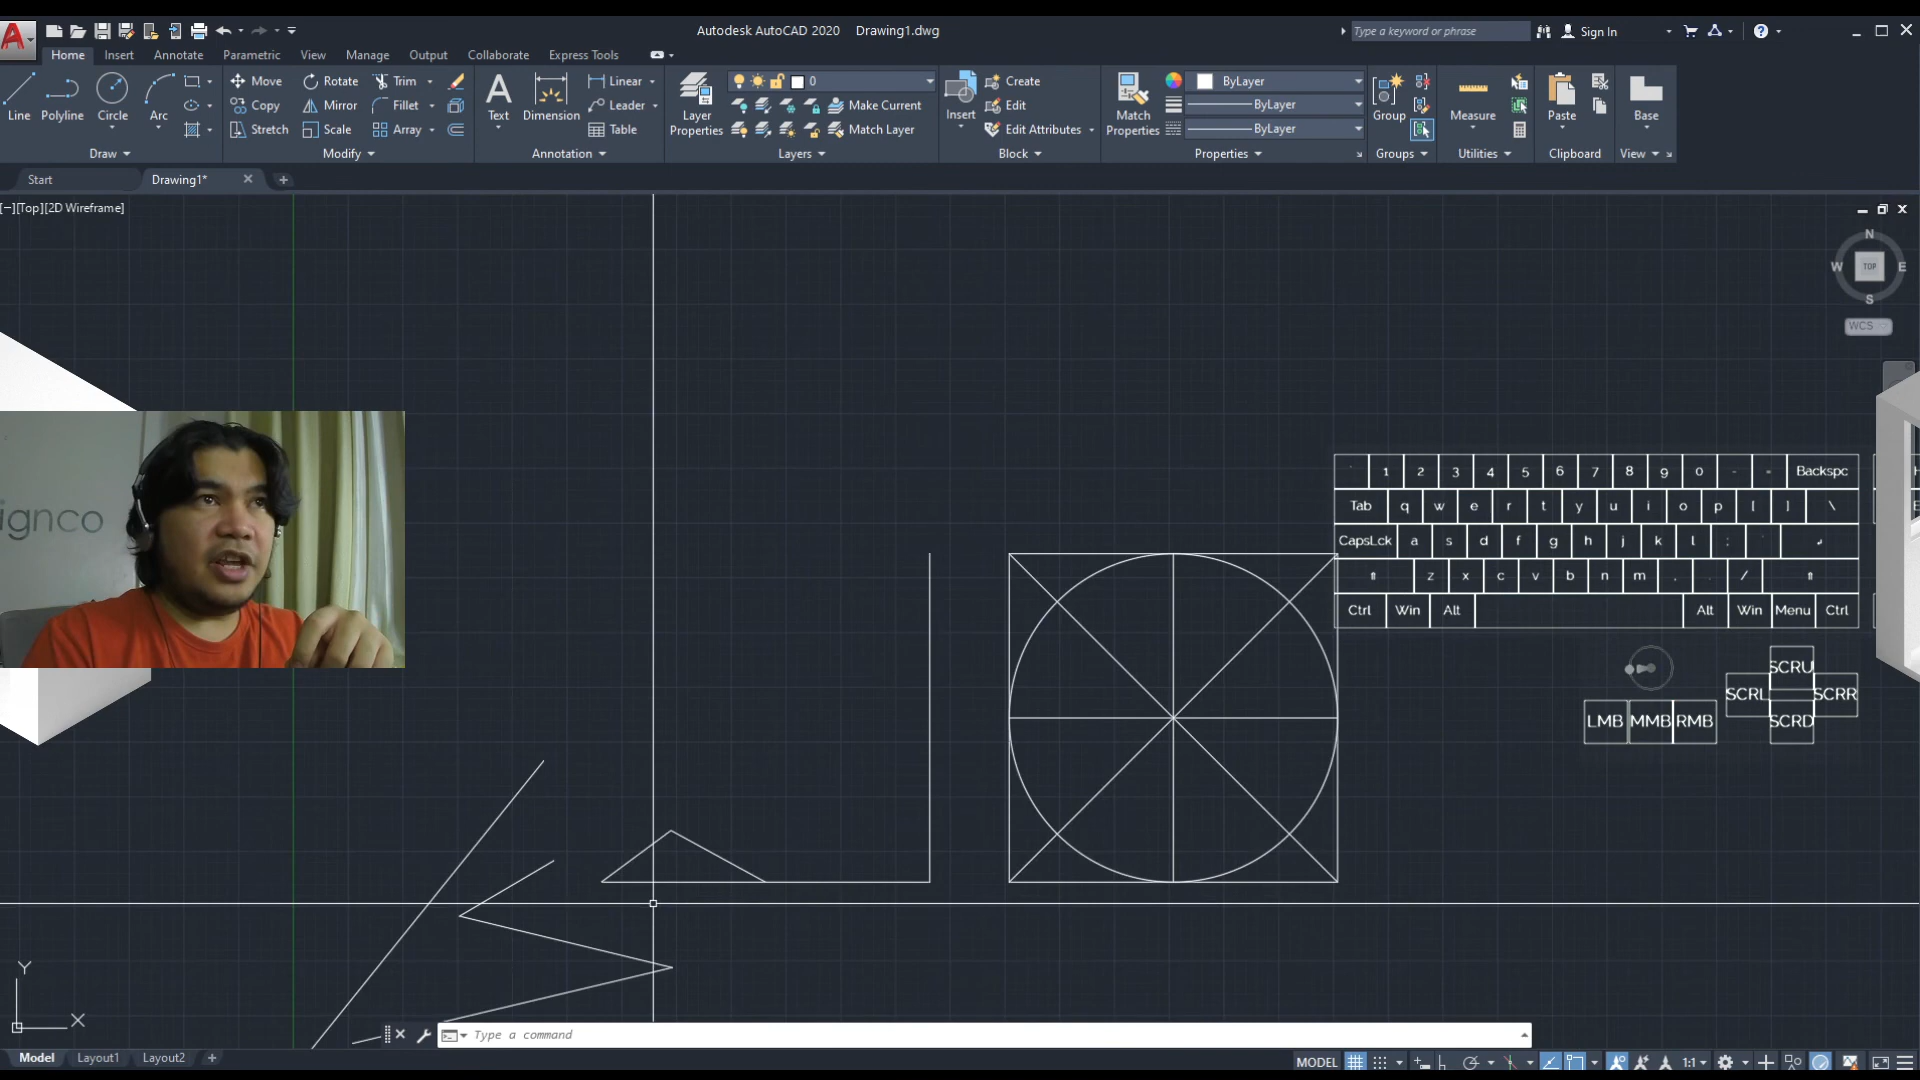 Autodesk AutoCAD 2020 Drawing1.dwg
Type a keyword or phrase
Sign In
Home Insert Annotate Parametric View Manage Output Collaborate Express Tools
Line
Polyline
Circle
Arc
Move
Copy
Stretch
Rotate
Mirror
Scale
Trim
Fillet
Array
Text
Dimension
Linear
Leader
Table
Layer
Properties
0
Make Current
Match Layer
Insert
Create
Edit
Edit Attributes
Match
Properties
ByLayer
ByLayer
ByLayer
Group
Measure
Paste
Base
Draw
Modify
Annotation
Layers
Block
Properties
Groups
Utilities
Clipboard
View
Start
Drawing1*
[−][Top][2D Wireframe]
N
W TOP E
S
WCS
ignco
` 1 2 3 4 5 6 7 8 9 0 - = Backspc
Tab q w e r t y u i o p [ ] \
CapsLck a s d f g h j k l ;
z x c v b n m , . /
Ctrl Win Alt Alt Win Menu Ctrl
SCRU
SCRL SCRR
SCRD
LMB MMB RMB
Y
X
Type a command
Model Layout1 Layout2
MODEL
1:1